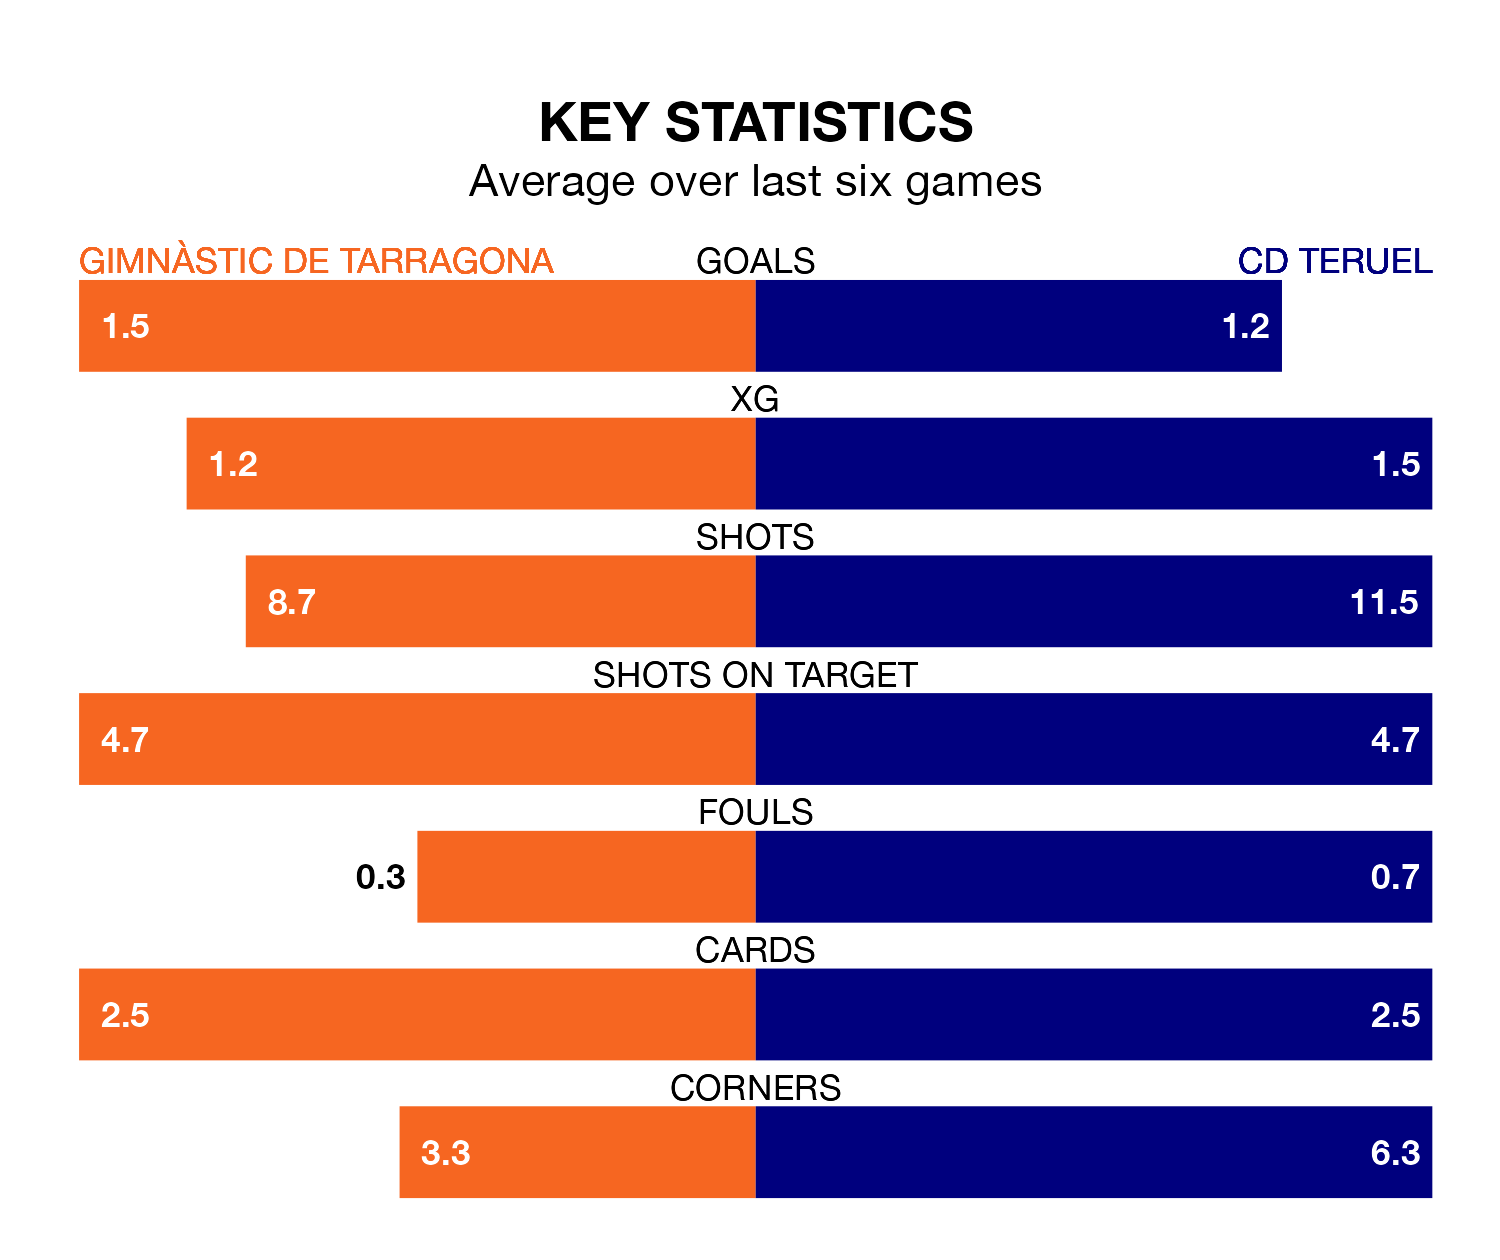 KEY STATISTICS
Average over last six games
GIMNÀSTIC DE TARRAGONA GOALS CD TERUEL
1.5 1.2
XG
1.2 1.5
SHOTS
8.7 11.5
SHOTS ON TARGET
4.7 4.7
FOULS
0.3 0.7
CARDS
2.5 2.5
CORNERS
3.3 6.3